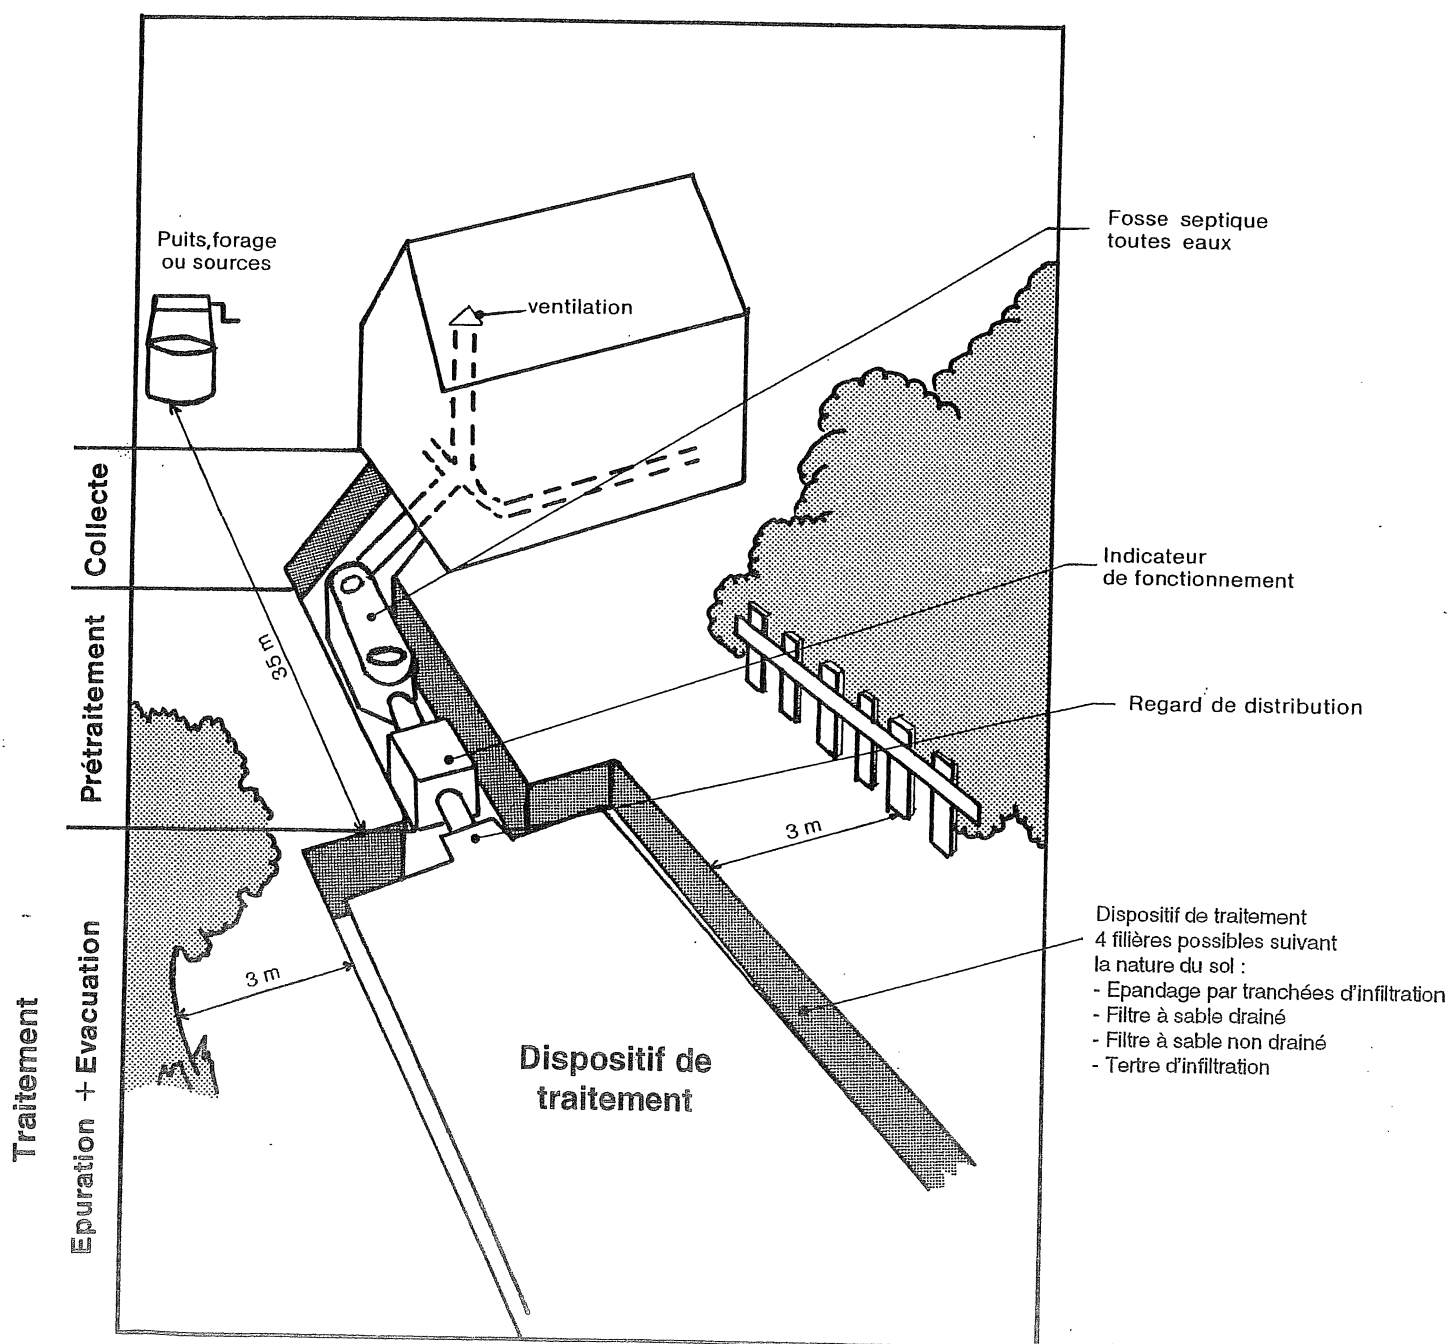 Puits,forage
ou sources
ventilation
Fosse septique
toutes eaux
Collecte
Indicateur
de fonctionnement
Prétraitement
35 m
Regard de distribution
3 m
3 m
Dispositif de traitement
4 filières possibles suivant
la nature du sol :
- Epandage par tranchées d'infiltration
- Filtre à sable drainé
- Filtre à sable non drainé
- Tertre d'infiltration
Traitement
Epuration + Evacuation
Dispositif de
traitement